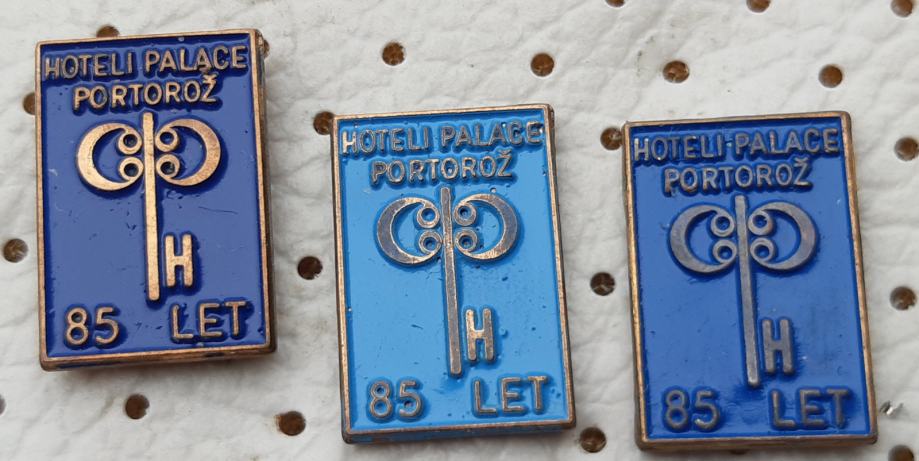 HOTELI PALACE
PORTOROŽ
H
85 LET
HOTELI PALACE
PORTOROŽ
H
85 LET
HOTELI-PALACE
PORTOROŽ
H
85 LET